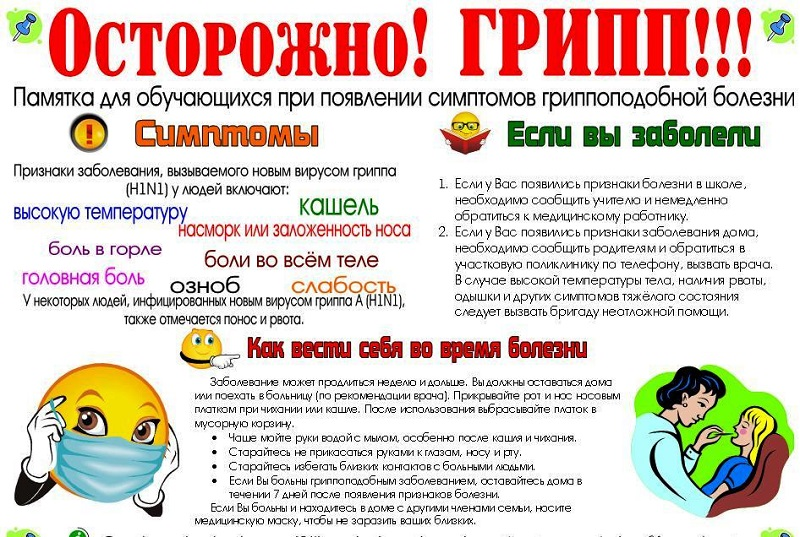 Осторожно! ГРИПП!!!
Памятка для обучающихся при появлении симптомов гриппоподобной болезни
Симптомы
Признаки заболевания, вызываемого новым вирусом гриппа
(H1N1) у людей включают:
высокую температуру
кашель
насморк или заложенность носа
боль в горле
боли во всём теле
головная боль
озноб
слабость
У некоторых людей, инфицированных новым вирусом гриппа А (H1N1),
также отмечается понос и рвота.
Если вы заболели
1. Если у Вас появились признаки болезни в школе,
необходимо сообщить учителю и немедленно
обратиться к медицинскому работнику.
2. Если у Вас появились признаки заболевания дома,
необходимо сообщить родителям и обратиться в
участковую поликлинику по телефону, вызвать врача.
В случае высокой температуры тела, наличия рвоты,
одышки и других симптомов тяжёлого состояния
следует вызвать бригаду неотложной помощи.
Как вести себя во время болезни
Заболевание может продлиться неделю и дольше. Вы должны оставаться дома
или поехать в больницу (по рекомендации врача). Прикрывайте рот и нос носовым
платком при чихании или кашле. После использования выбрасывайте платок в
мусорную корзину.
• Чаще мойте руки водой с мылом, особенно после кашля и чихания.
• Старайтесь не прикасаться руками к глазам, носу и рту.
• Старайтесь избегать близких контактов с больными людьми.
• Если Вы больны гриппоподобным заболеванием, оставайтесь дома в
течении 7 дней после появления признаков болезни.
Если Вы больны и находитесь в доме с другими членами семьи, носите
медицинскую маску, чтобы не заразить ваших близких.